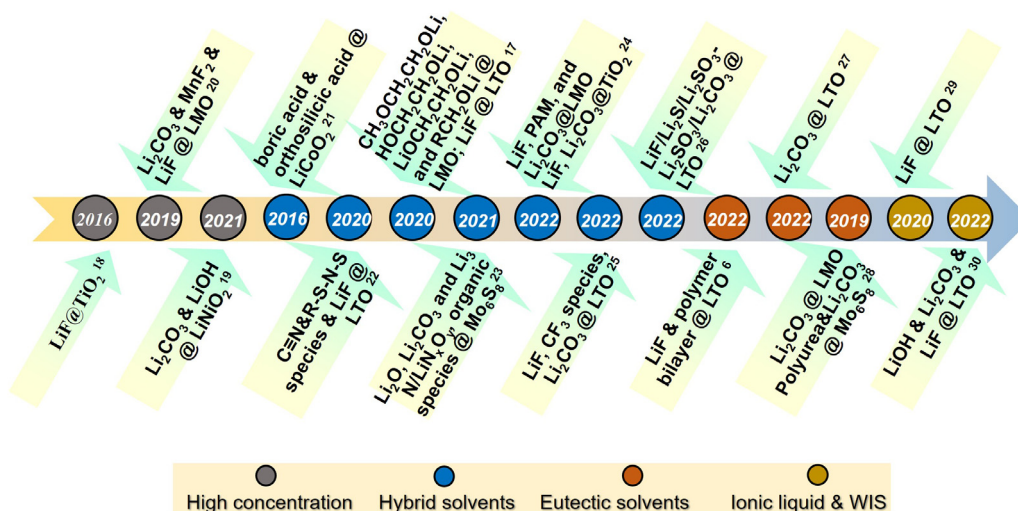 Li₂CO₃ & MnF₂ &
LiF @ LMO ²⁰
boric acid &
orthosilicic acid @
LiCoO₂ ²¹
CH₃OCH₂CH₂OLi,
HOCH₂CH₂OLi,
LiOCH₂CH₂OLi,
and RCH₂OLi @
LMO; LiF @ LTO ¹⁷
LiF, PAM, and
Li₂CO₃@LMO
LiF, Li₂CO₃@TiO₂ ²⁴
LiF/Li₂S/Li₂SO₃-
Li₂SO₃/Li₂CO₃ @
LTO ²⁶
Li₂CO₃ @ LTO ²⁷
LiF @ LTO ²⁹
2016 2019 2021 2016 2020 2020 2021 2022 2022 2022 2022 2022 2019 2020 2022
LiF@TiO₂ ¹⁸
Li₂CO₃ & LiOH
@ LiNiO₂ ¹⁹
C≡N&R-S-N-S
species & LiF @
LTO ²²
Li₂O, Li₂CO₃ and Li₃
N/LiNₓOᵧ, organic
species @ Mo₆S₈ ²³
LiF, CF₃ species,
Li₂CO₃ @ LTO ²⁵
LiF & polymer
bilayer @ LTO ⁶
Li₂CO₃ @ LMO
Polyurea&Li₂CO₃
@ Mo₆S₈ ²⁸
LiOH & Li₂CO₃ &
LiF @ LTO ³⁰
High concentration Hybrid solvents Eutectic solvents Ionic liquid & WIS